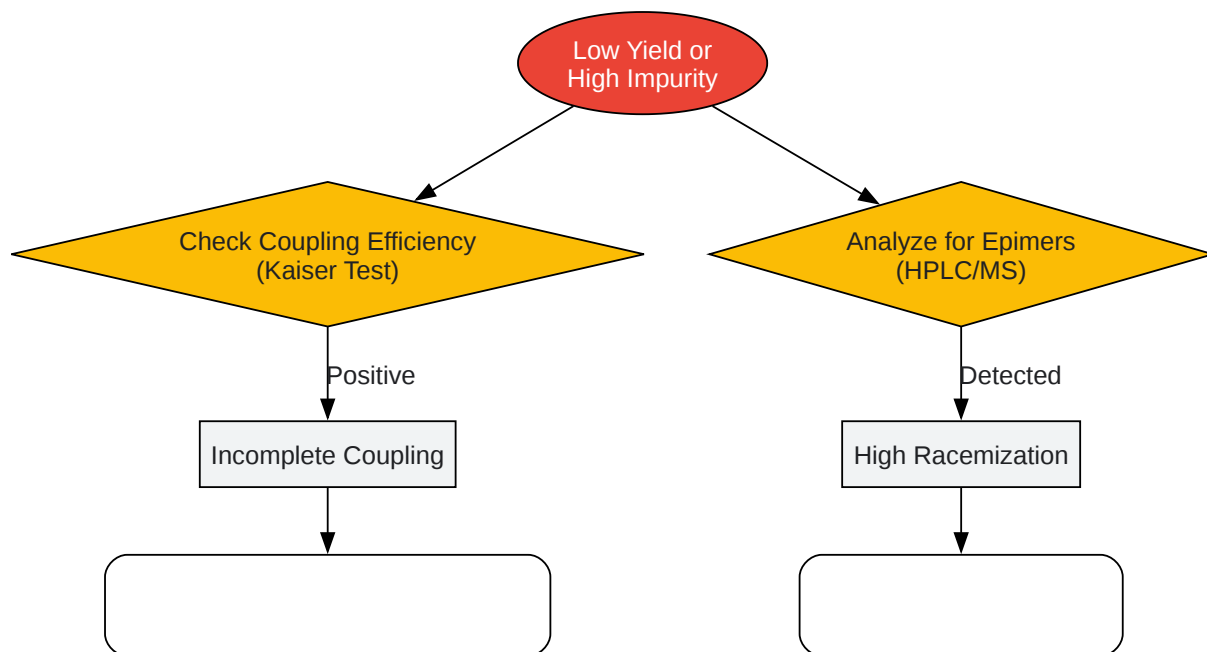 Low Yield or
High Impurity
Check Coupling Efficiency
(Kaiser Test)
Analyze for Epimers
(HPLC/MS)
Positive
Detected
Incomplete Coupling
High Racemization